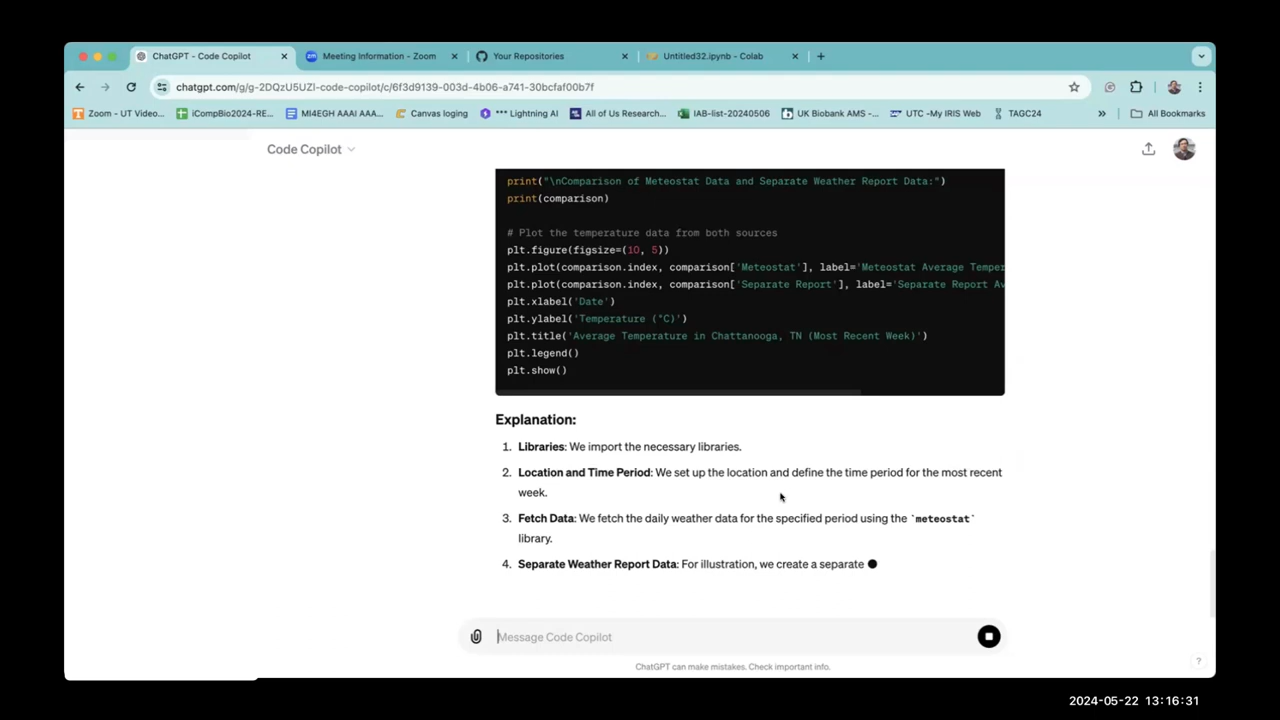 ChatGPT - Code Copilot
Meeting Information - Zoom
Your Repositories
Untitled32.ipynb - Colab
chatgpt.com/g/g-2DQzU5UZl-code-copilot/c/6f3d9139-003d-4b06-a741-30bcfaf00b7f
Zoom - UT Video...
iCompBio2024-RE...
MI4EGH AAAI AAA...
Canvas loging
*** Lightning AI
All of Us Research...
IAB-list-20240506
UK Biobank AMS -...
UTC -My IRIS Web
TAGC24
»
All Bookmarks
Code Copilot
print("\nComparison of Meteostat Data and Separate Weather Report Data:")
print(comparison)
# Plot the temperature data from both sources
plt.figure(figsize=(10, 5))
plt.plot(comparison.index, comparison['Meteostat'], label='Meteostat Average Temper
plt.plot(comparison.index, comparison['Separate Report'], label='Separate Report Av
plt.xlabel('Date')
plt.ylabel('Temperature (°C)')
plt.title('Average Temperature in Chattanooga, TN (Most Recent Week)')
plt.legend()
plt.show()
Explanation:
1. Libraries: We import the necessary libraries.
2. Location and Time Period: We set up the location and define the time period for the most recent
week.
3. Fetch Data: We fetch the daily weather data for the specified period using the `meteostat`
library.
4. Separate Weather Report Data: For illustration, we create a separate
Message Code Copilot
ChatGPT can make mistakes. Check important info.
?
2024-05-22 13:16:31